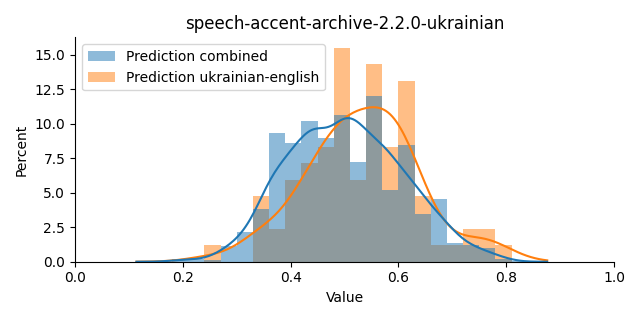 speech-accent-archive-2.2.0-ukrainian
Prediction combined
Prediction ukrainian-english
15.0
12.5
10.0
7.5
5.0
2.5
0.0
Percent
0.0 0.2 0.4 0.6 0.8 1.0
Value